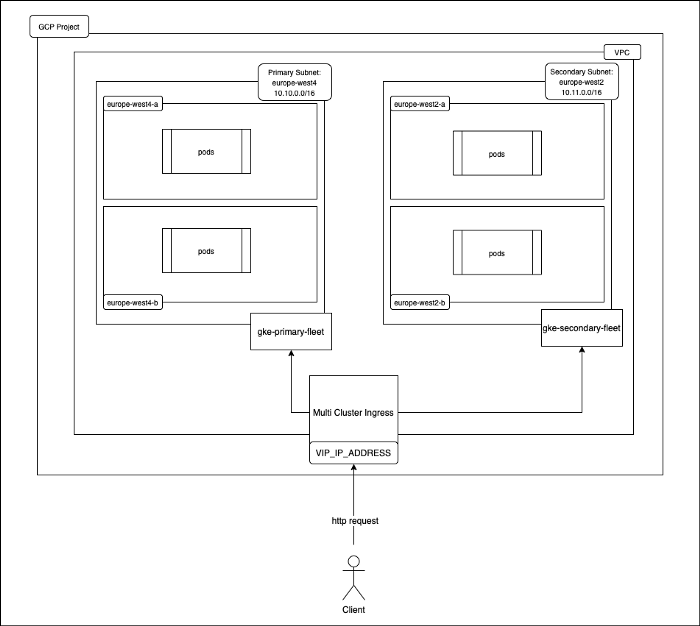 GCP Project
VPC
Primary Subnet:
europe-west4
10.10.0.0/16
Secondary Subnet:
europe-west2
10.11.0.0/16
europe-west4-a
pods
pods
europe-west4-b
europe-west2-a
pods
pods
europe-west2-b
gke-primary-fleet
gke-secondary-fleet
Multi Cluster Ingress
VIP_IP_ADDRESS
http request
Client